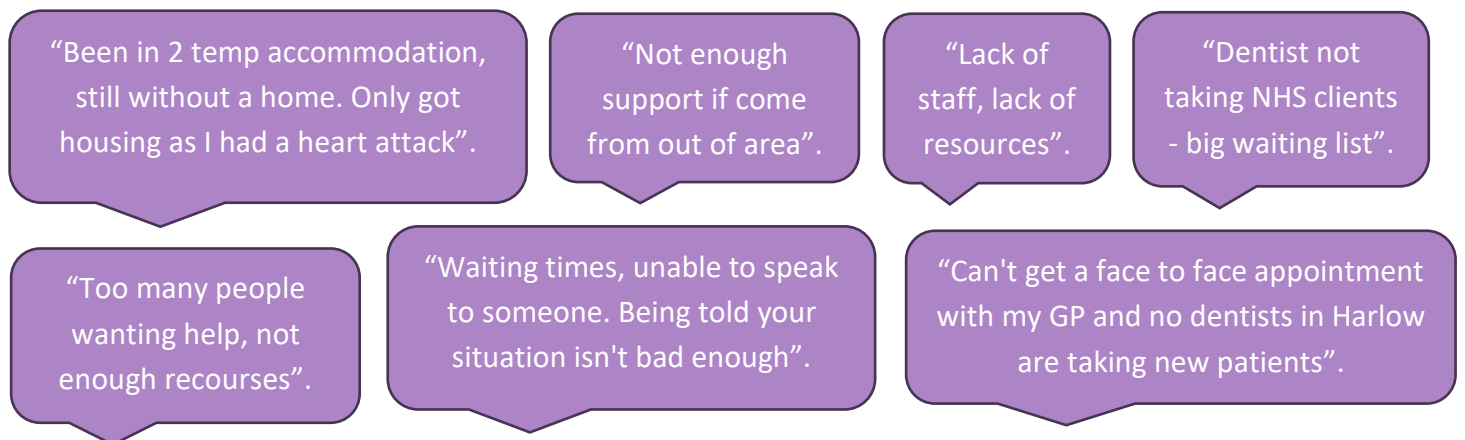 “Been in 2 temp accommodation,
still without a home. Only got
housing as I had a heart attack”.
“Not enough
support if come
from out of area”.
“Lack of
staff, lack of
resources”.
“Dentist not
taking NHS clients
- big waiting list”.
“Too many people
wanting help, not
enough recourses”.
“Waiting times, unable to speak
to someone. Being told your
situation isn't bad enough”.
“Can't get a face to face appointment
with my GP and no dentists in Harlow
are taking new patients”.